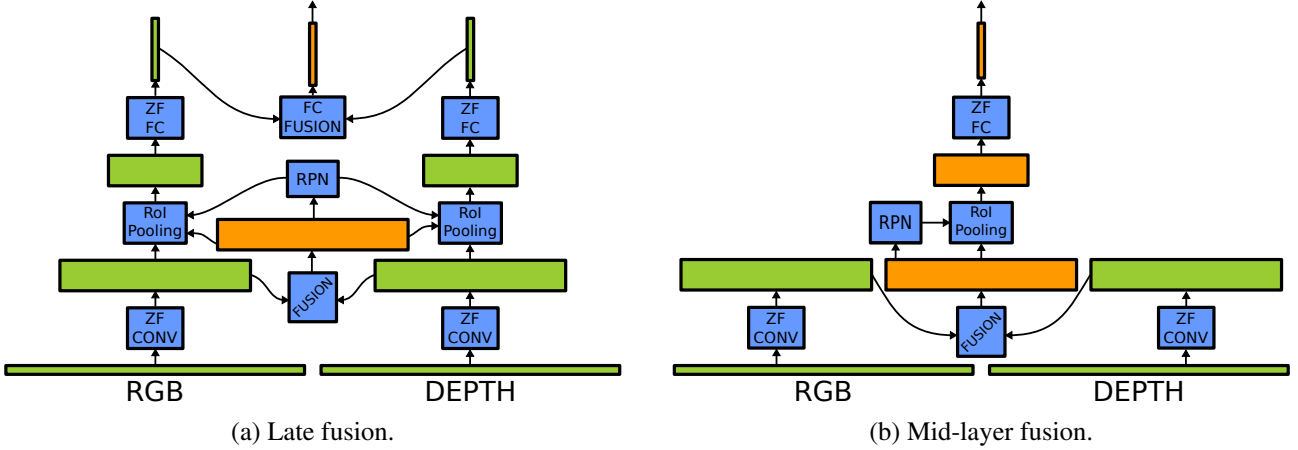 ZF
FC
FC
FUSION
ZF
FC
RPN
RoI
Pooling
RoI
Pooling
FUSION
ZF
CONV
ZF
CONV
RGB
DEPTH
(a) Late fusion.
ZF
FC
RPN
RoI
Pooling
ZF
CONV
FUSION
ZF
CONV
RGB
DEPTH
(b) Mid-layer fusion.